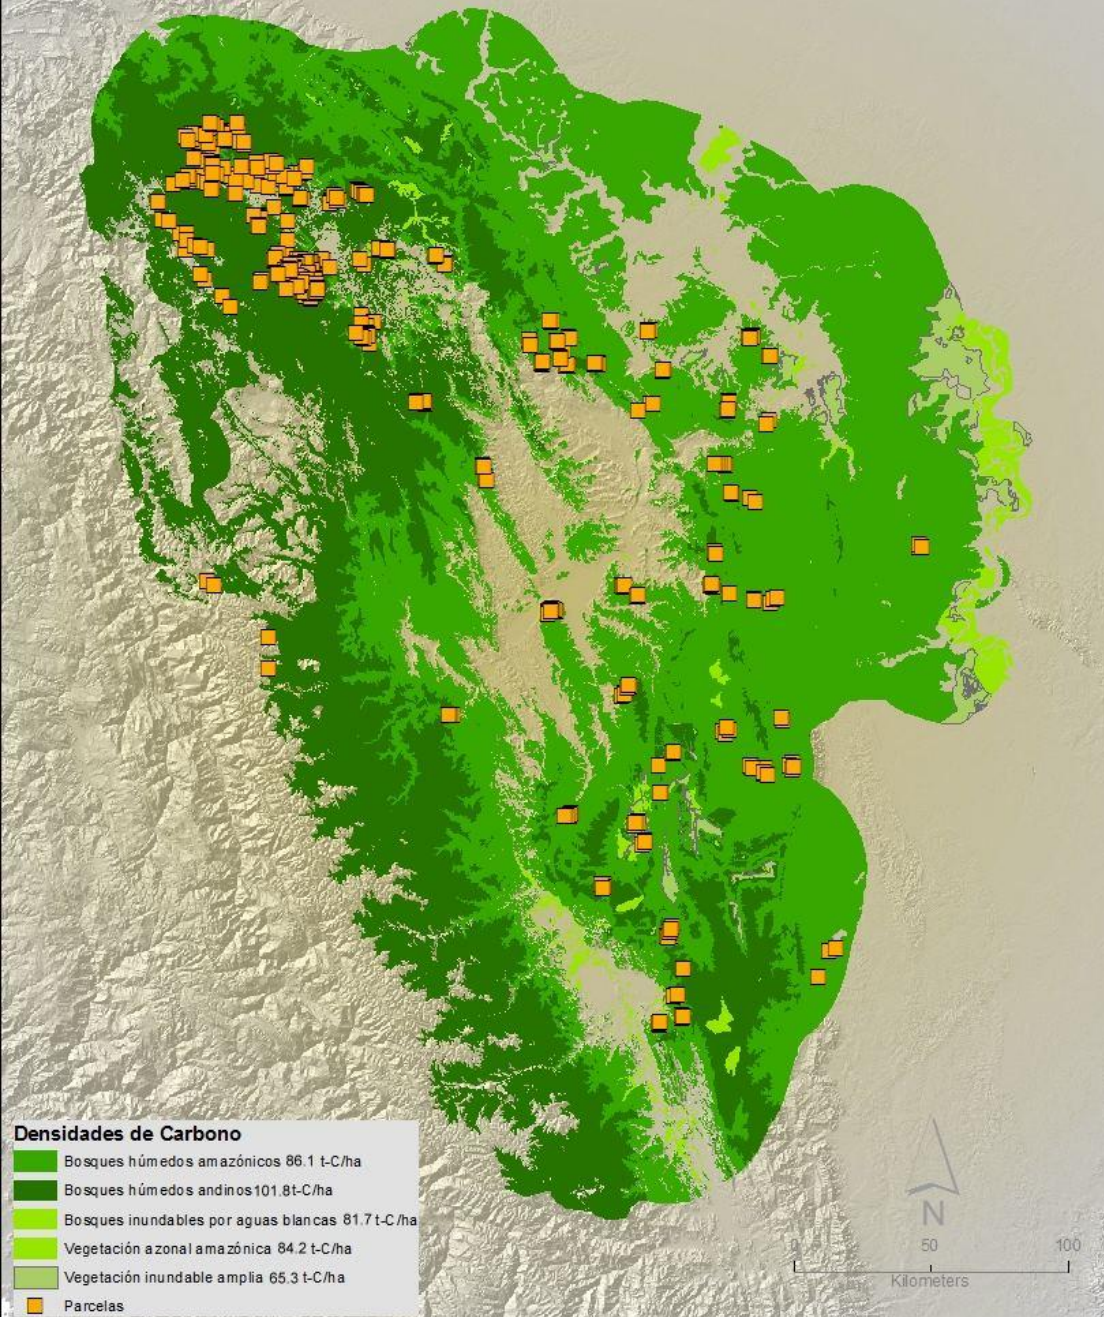 Densidades de Carbono
Bosques húmedos amazónicos 86.1 t-C/ha
Bosques húmedos andinos101.8t-C/ha
Bosques inundables por aguas blancas 81.7 t-C/ha
Vegetación azonal amazónica 84.2 t-C/ha
Vegetación inundable amplia 65.3 t-C/ha
Parcelas
N
0 50 100
Kilometers